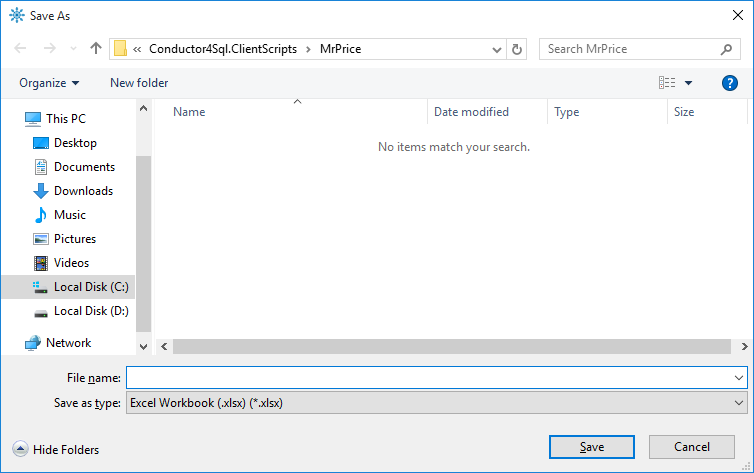 Save As
« Conductor4Sql.ClientScripts › MrPrice
Search MrPrice
Organize
New folder
?
Name
Date modified
Type
Size
No items match your search.
This PC
Desktop
Documents
Downloads
Music
Pictures
Videos
Local Disk (C:)
Local Disk (D:)
Network
File name:
Save as type: Excel Workbook (.xlsx) (*.xlsx)
Hide Folders
Save
Cancel